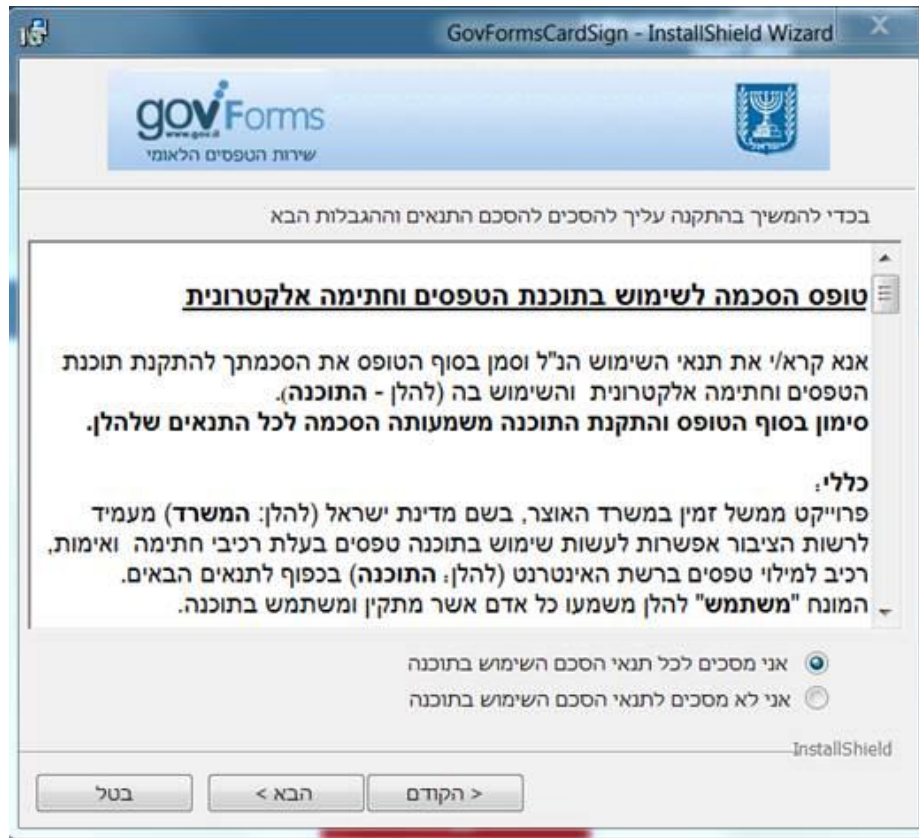 GovFormsCardSign - InstallShield Wizard
govForms
www.gov.il
שירות הטפסים הלאומי
ישראל
בכדי להמשיך בהתקנה עליך להסכים להסכם התנאים וההגבלות הבא
טופס הסכמה לשימוש בתוכנת הטפסים וחתימה אלקטרונית
אנא קרא/י את תנאי השימוש הנ"ל וסמן בסוף הטופס את הסכמתך להתקנת תוכנת
הטפסים וחתימה אלקטרונית והשימוש בה (להלן - התוכנה).
סימון בסוף הטופס והתקנת התוכנה משמעותה הסכמה לכל התנאים שלהלן.
כללי:
פרוייקט ממשל זמין במשרד האוצר, בשם מדינת ישראל (להלן: המשרד) מעמיד
לרשות הציבור אפשרות לעשות שימוש בתוכנה טפסים בעלת רכיבי חתימה ואימות,
רכיב למילוי טפסים ברשת האינטרנט (להלן: התוכנה) בכפוף לתנאים הבאים.
המונח "משתמש" להלן משמעו כל אדם אשר מתקין ומשתמש בתוכנה.
אני מסכים לכל תנאי הסכם השימוש בתוכנה
אני לא מסכים לתנאי הסכם השימוש בתוכנה
InstallShield
< הקודם
הבא >
בטל